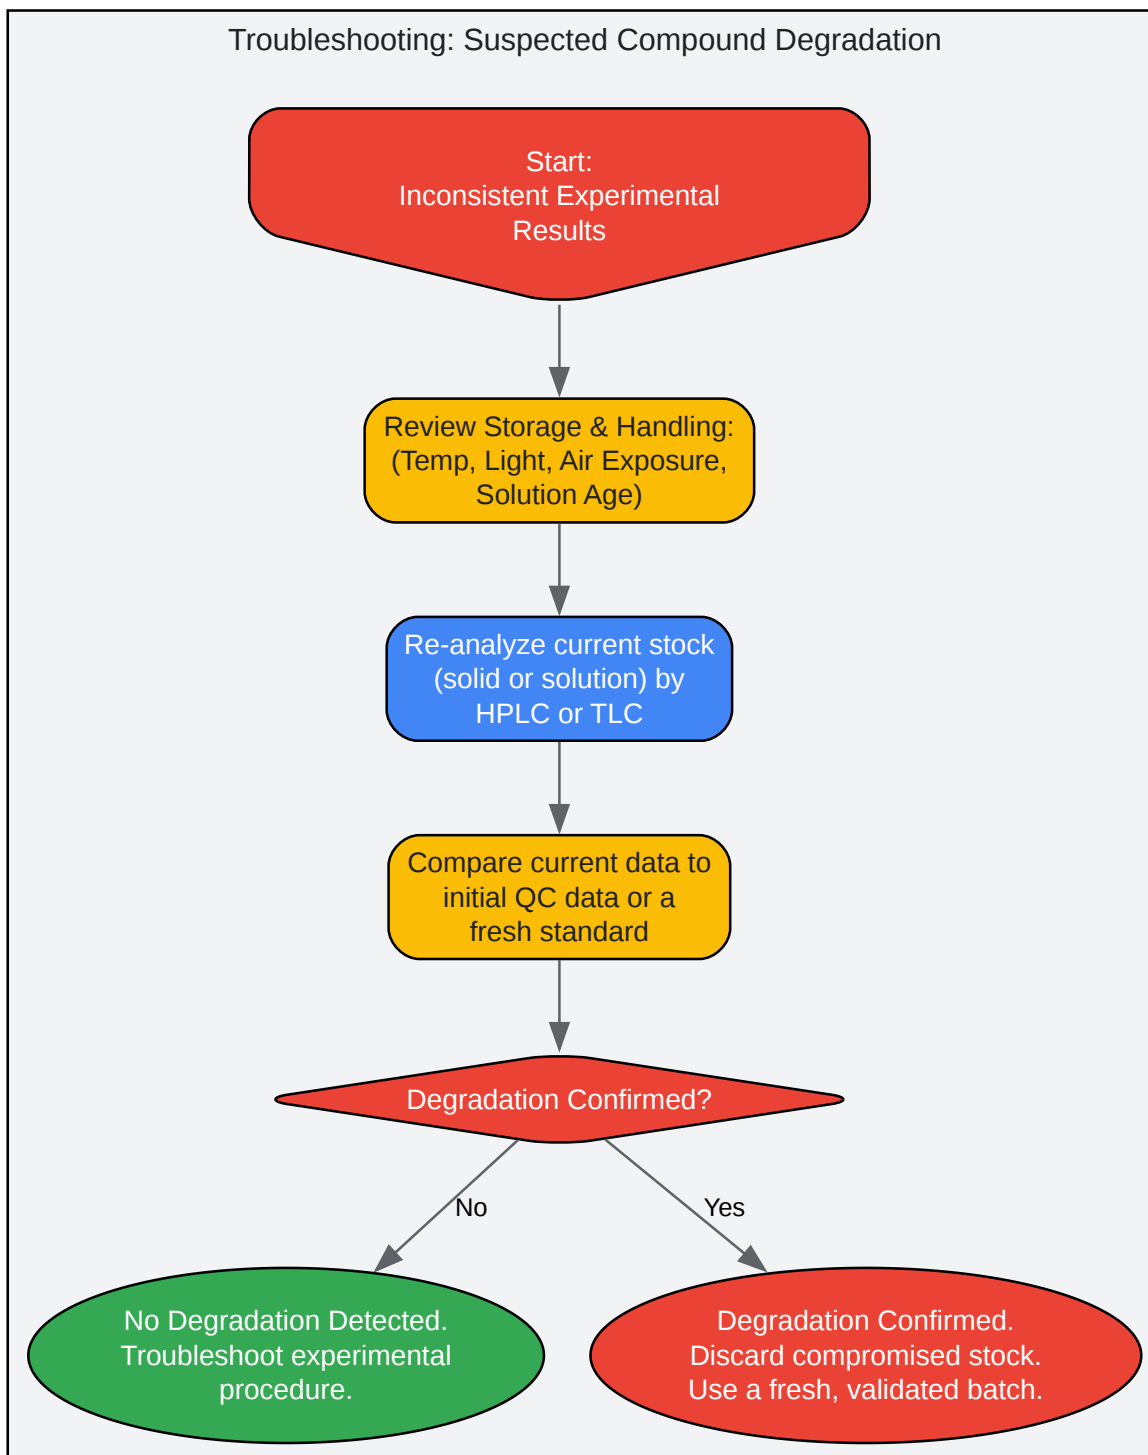 Troubleshooting: Suspected Compound Degradation
Start:
Inconsistent Experimental
Results
Review Storage & Handling:
(Temp, Light, Air Exposure,
Solution Age)
Re-analyze current stock
(solid or solution) by
HPLC or TLC
Compare current data to
initial QC data or a
fresh standard
Degradation Confirmed?
No
Yes
No Degradation Detected.
Troubleshoot experimental
procedure.
Degradation Confirmed.
Discard compromised stock.
Use a fresh, validated batch.